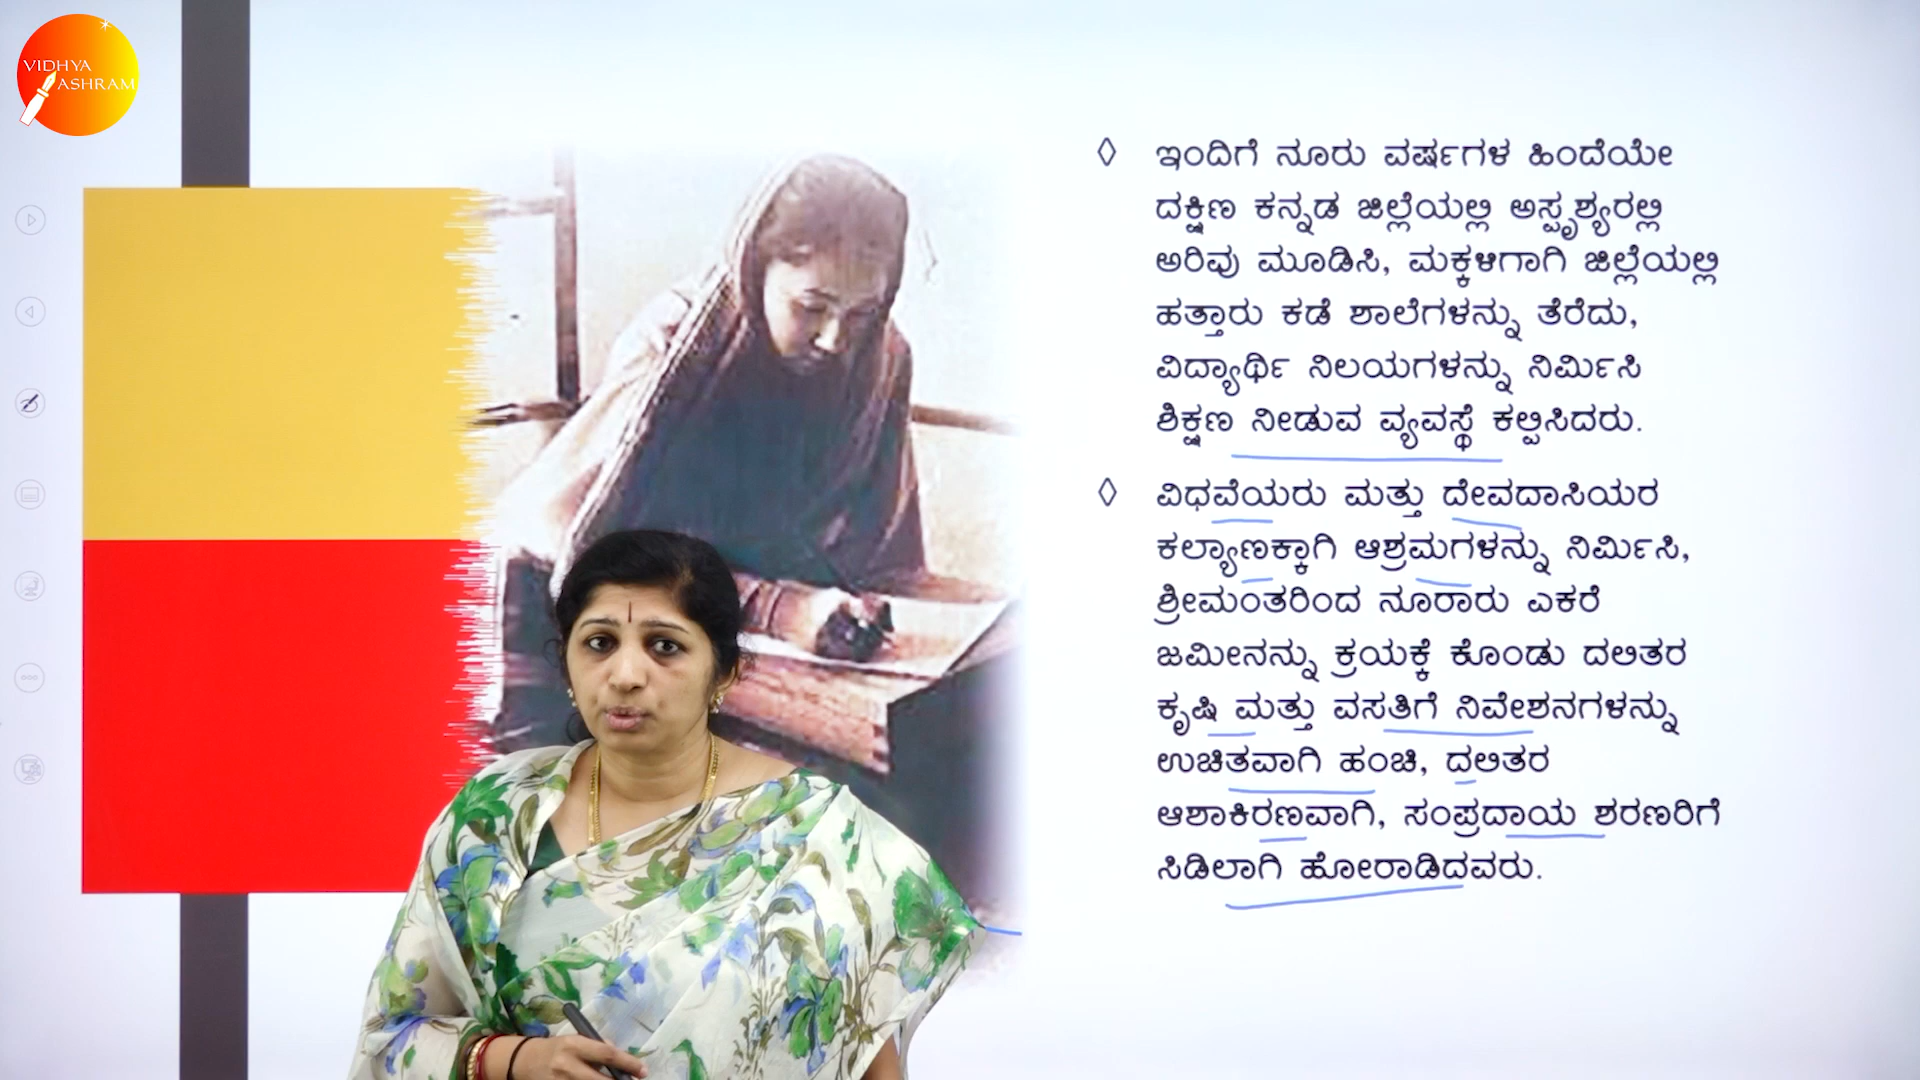 VIDHYA
ASHRAM
◊ ಇಂದಿಗೆ ನೂರು ವರ್ಷಗಳ ಹಿಂದೆಯೇ
ದಕ್ಷಿಣ ಕನ್ನಡ ಜಿಲ್ಲೆಯಲ್ಲಿ ಅಸ್ಪೃಶ್ಯರಲ್ಲಿ
ಅರಿವು ಮೂಡಿಸಿ, ಮಕ್ಕಳಿಗಾಗಿ ಜಿಲ್ಲೆಯಲ್ಲಿ
ಹತ್ತಾರು ಕಡೆ ಶಾಲೆಗಳನ್ನು ತೆರೆದು,
ವಿದ್ಯಾರ್ಥಿ ನಿಲಯಗಳನ್ನು ನಿರ್ಮಿಸಿ
ಶಿಕ್ಷಣ ನೀಡುವ ವ್ಯವಸ್ಥೆ ಕಲ್ಪಿಸಿದರು.
◊ ವಿಧವೆಯರು ಮತ್ತು ದೇವದಾಸಿಯರ
ಕಲ್ಯಾಣಕ್ಕಾಗಿ ಆಶ್ರಮಗಳನ್ನು ನಿರ್ಮಿಸಿ,
ಶ್ರೀಮಂತರಿಂದ ನೂರಾರು ಎಕರೆ
ಜಮೀನನ್ನು ಕ್ರಯಕ್ಕೆ ಕೊಂಡು ದಲಿತರ
ಕೃಷಿ ಮತ್ತು ವಸತಿಗೆ ನಿವೇಶನಗಳನ್ನು
ಉಚಿತವಾಗಿ ಹಂಚಿ, ದಲಿತರ
ಆಶಾಕಿರಣವಾಗಿ, ಸಂಪ್ರದಾಯ ಶರಣರಿಗೆ
ಸಿಡಿಲಾಗಿ ಹೋರಾಡಿದವರು.